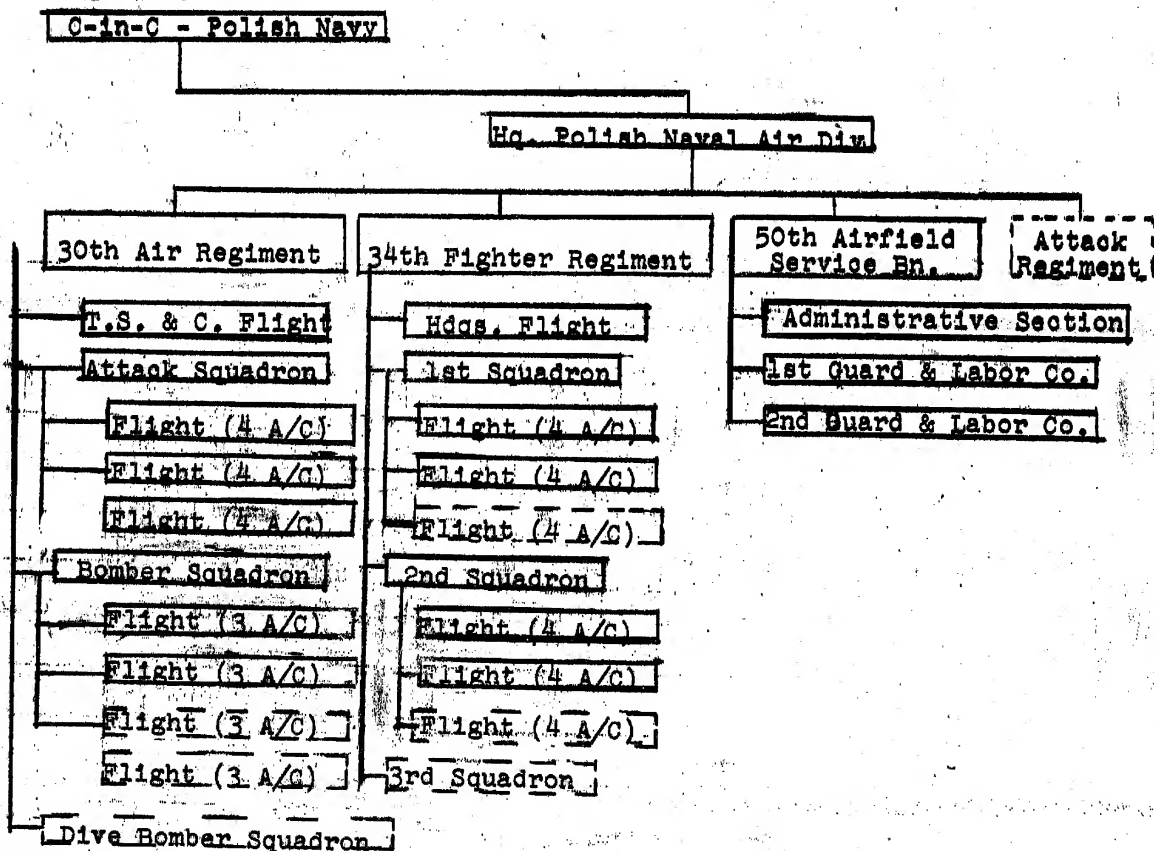 C-in-C - Polish Navy
Hq. Polish Naval Air Div.
30th Air Regiment
T.S. & C. Flight
Attack Squadron
Flight (4 A/C)
Flight (4 A/C)
Flight (4 A/C)
Bomber Squadron
Flight (3 A/C)
Flight (3 A/C)
Flight (3 A/C)
Flight (3 A/C)
Dive Bomber Squadron
34th Fighter Regiment
Hdqs. Flight
1st Squadron
Flight (4 A/C)
Flight (4 A/C)
Flight (4 A/C)
2nd Squadron
Flight (4 A/C)
Flight (4 A/C)
Flight (4 A/C)
3rd Squadron
50th Airfield
Service Bn.
Administrative Section
1st Guard & Labor Co.
2nd Guard & Labor Co.
Attack
Regiment